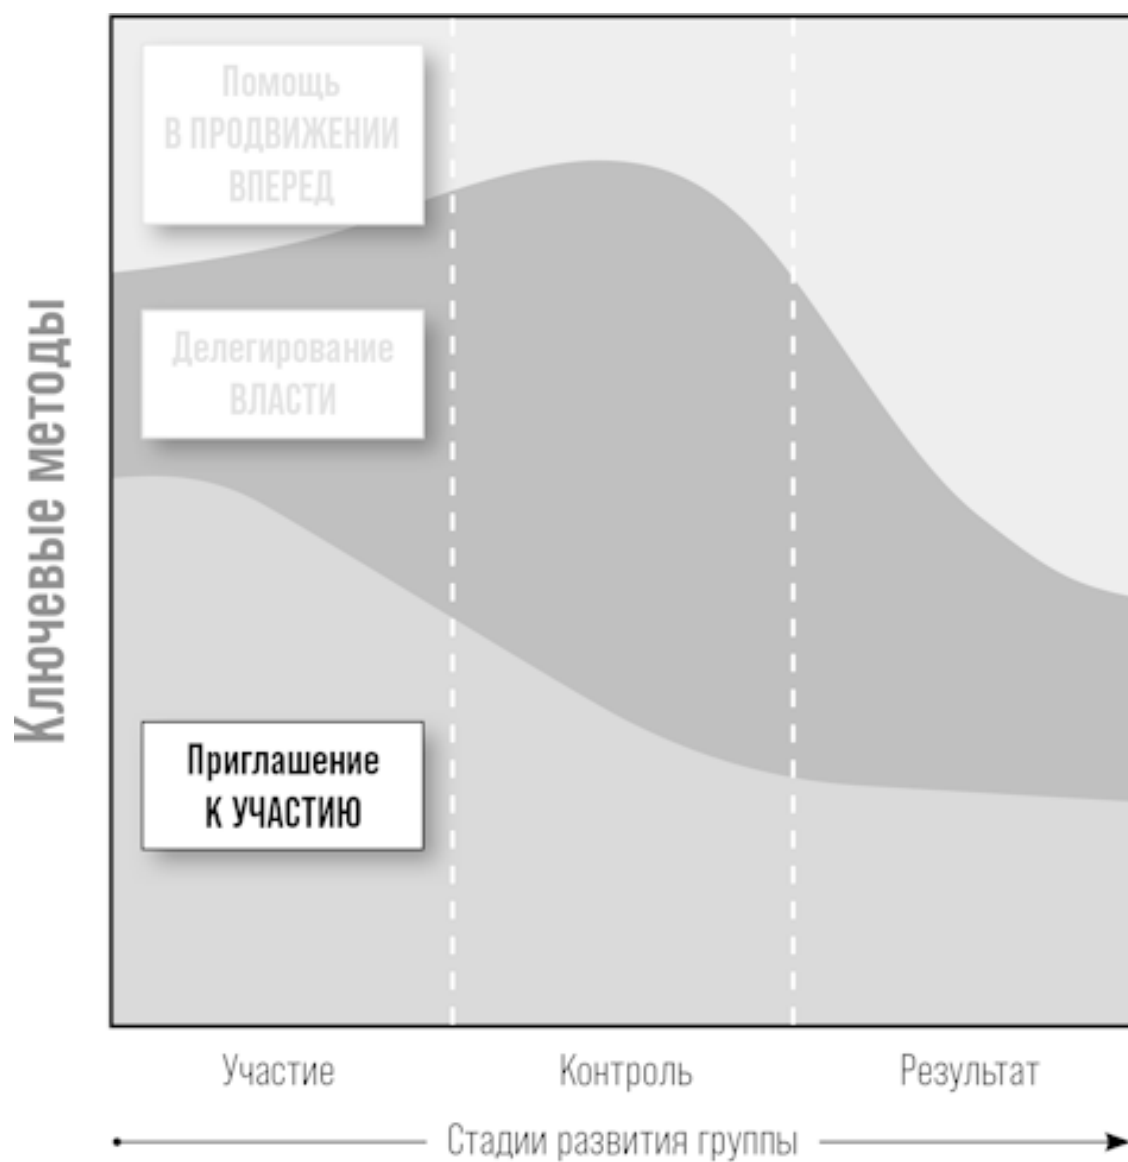 Помощь
В ПРОДВИЖЕНИИ
ВПЕРЕД
Делегирование
ВЛАСТИ
Ключевые методы
Приглашение
К УЧАСТИЮ
Участие
Контроль
Результат
Стадии развития группы